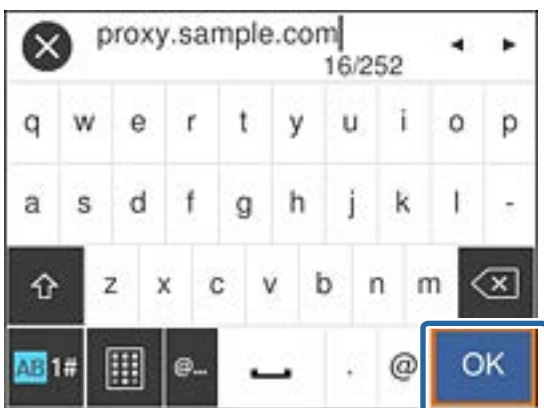 proxy.sample.com
16/252
q w e r t y u i o p
a s d f g h j k l -
z x c v b n m
AB 1# @... . @ OK